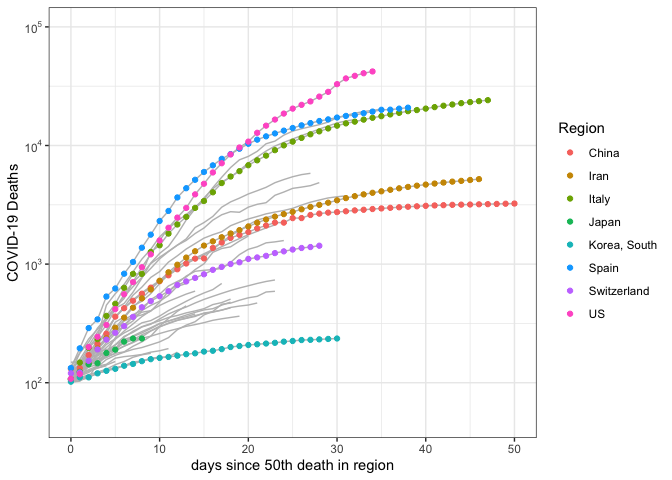 10^5
10^4
10^3
10^2
COVID-19 Deaths
0
10
20
30
40
50
days since 50th death in region
Region
China
Iran
Italy
Japan
Korea, South
Spain
Switzerland
US